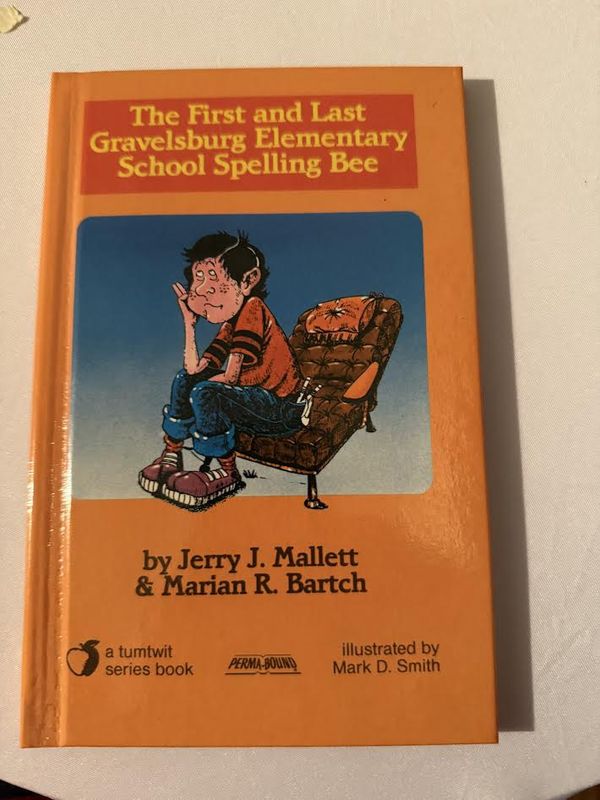 The First and Last
Gravelsburg Elementary
School Spelling Bee
by Jerry J. Mallett
& Marian R. Bartch
a tumtwit
series book
PERMA-BOUND
illustrated by
Mark D. Smith